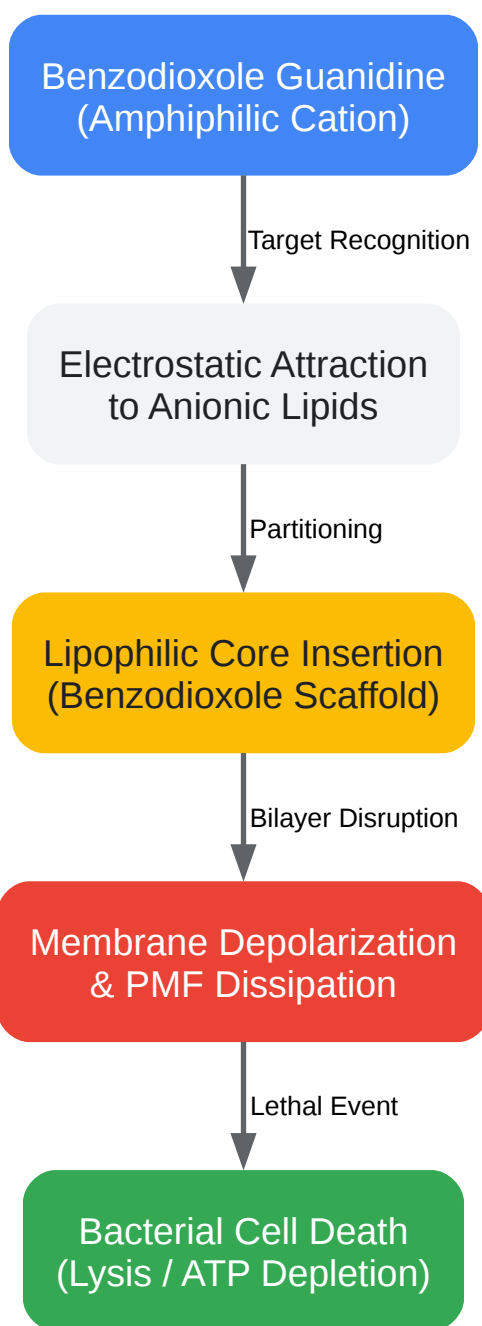 Benzodioxole Guanidine
(Amphiphilic Cation)
Target Recognition
Electrostatic Attraction
to Anionic Lipids
Partitioning
Lipophilic Core Insertion
(Benzodioxole Scaffold)
Bilayer Disruption
Membrane Depolarization
& PMF Dissipation
Lethal Event
Bacterial Cell Death
(Lysis / ATP Depletion)